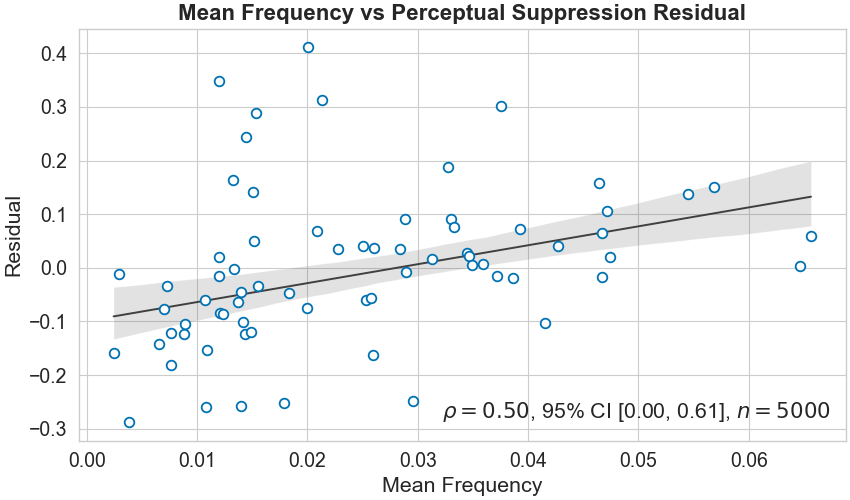 Mean Frequency vs Perceptual Suppression Residual
Residual
0.4
0.3
0.2
0.1
0.0
−0.1
−0.2
−0.3
ρ = 0.50, 95% CI [0.00, 0.61], n = 5000
0.00 0.01 0.02 0.03 0.04 0.05 0.06
Mean Frequency